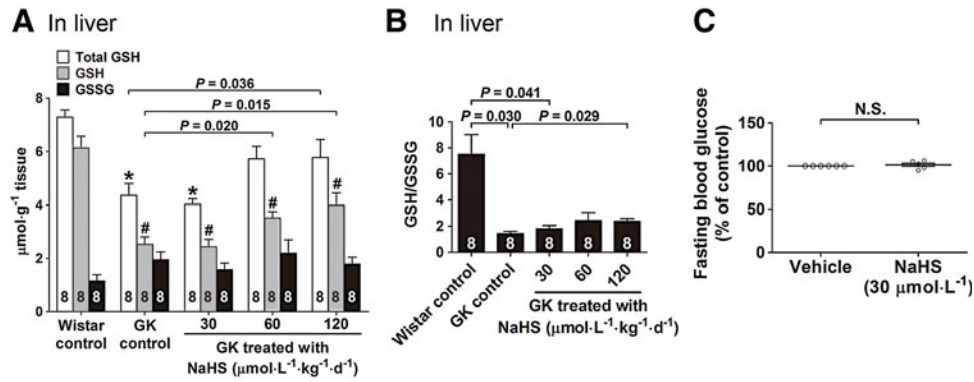 A In liver
Total GSH
GSH
GSSG
P = 0.036
P = 0.015
P = 0.020
8
6
4
2
0
μmol·g⁻¹ tissue
* * # # # #
8 8 8 8 8 8 8 8 8 8 8 8 8 8 8
Wistar control
GK control
30 60 120
GK treated with
NaHS (μmol·L⁻¹·kg⁻¹·d⁻¹)
B In liver
P = 0.041
P = 0.030 P = 0.029
10
8
6
4
2
0
GSH/GSSG
8 8 8 8 8
Wistar control
GK control
30 60 120
GK treated with
NaHS (μmol·L⁻¹·kg⁻¹·d⁻¹)
C
N.S.
150
100
50
Fasting blood glucose
(% of control)
Vehicle NaHS
(30 μmol·L⁻¹)